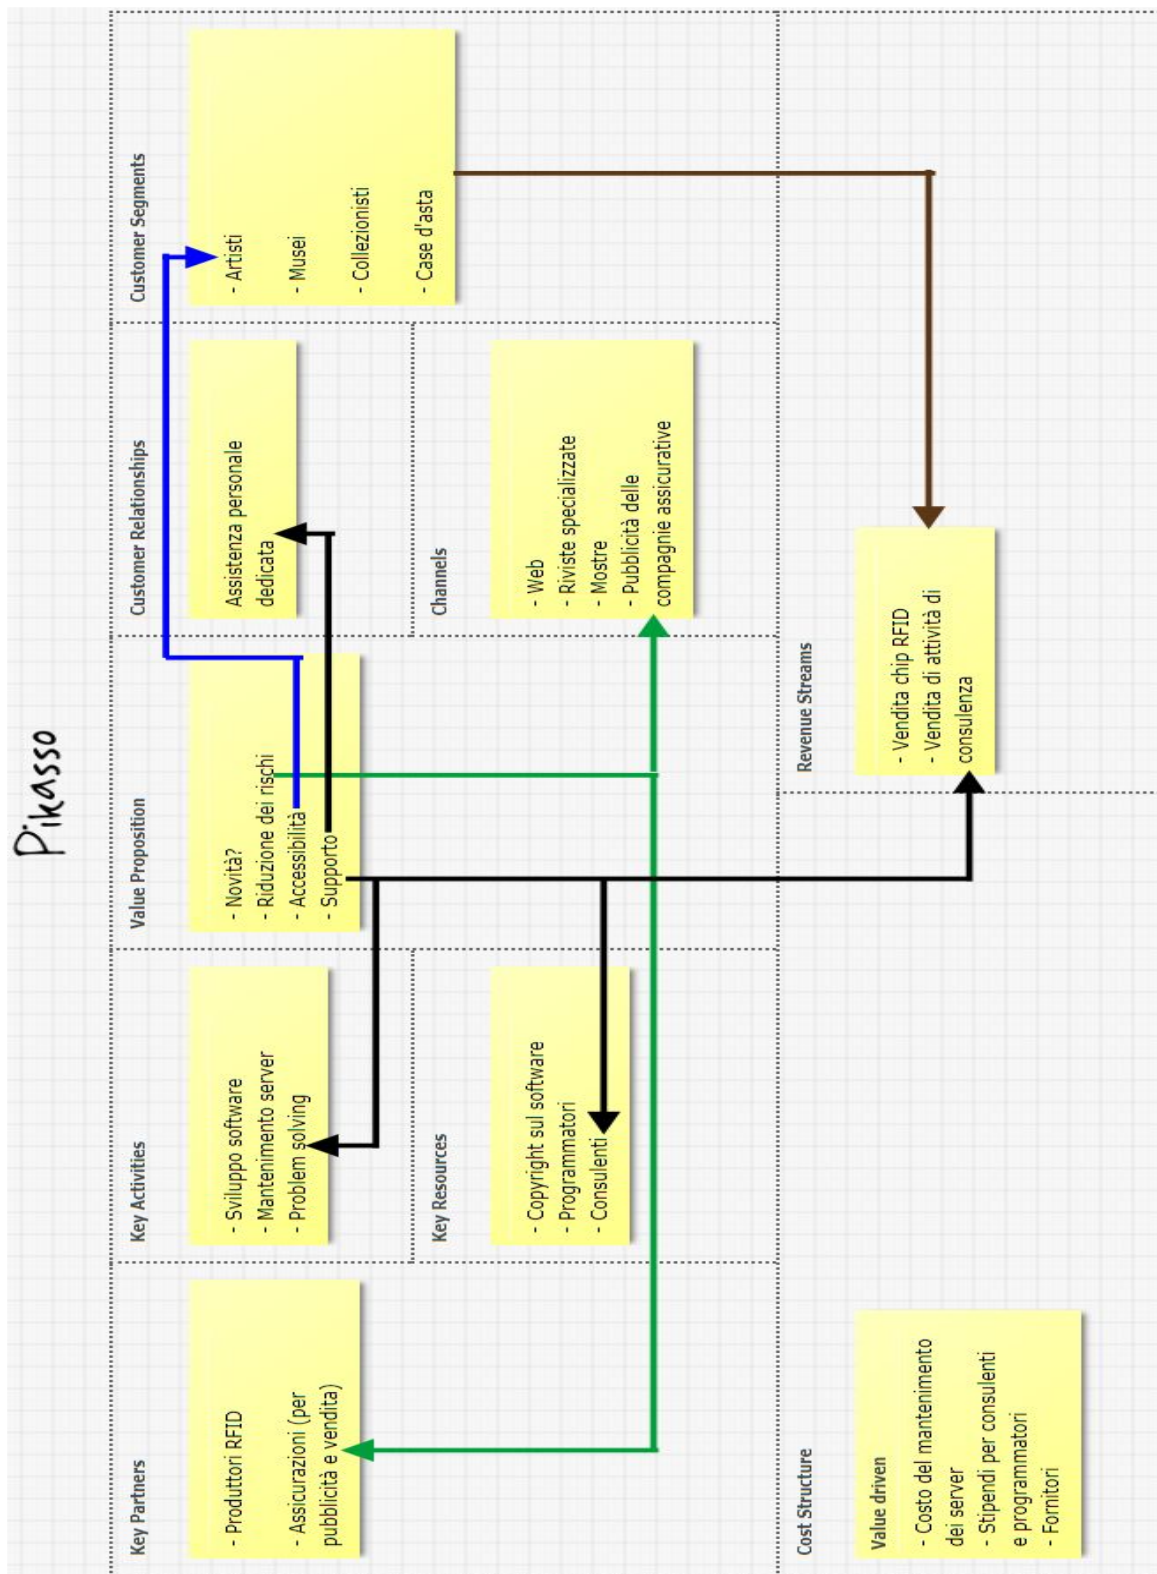 Pikasso
Key Partners
- Produttori RFID
- Assicurazioni (per
pubblicità e vendita)
Key Activities
- Sviluppo software
- Mantenimento server
- Problem solving
Key Resources
- Copyright sul software
- Programmatori
- Consulenti
Value Proposition
- Novità?
- Riduzione dei rischi
- Accessibilità
- Supporto
Customer Relationships
Assistenza personale
dedicata
Channels
- Web
- Riviste specializzate
- Mostre
- Pubblicità delle
compagnie assicurative
Customer Segments
- Artisti
- Musei
- Collezionisti
- Case d'asta
Cost Structure
Value driven
- Costo del mantenimento
dei server
- Stipendi per consulenti
e programmatori
- Fornitori
Revenue Streams
- Vendita chip RFID
- Vendita di attività di
consulenza